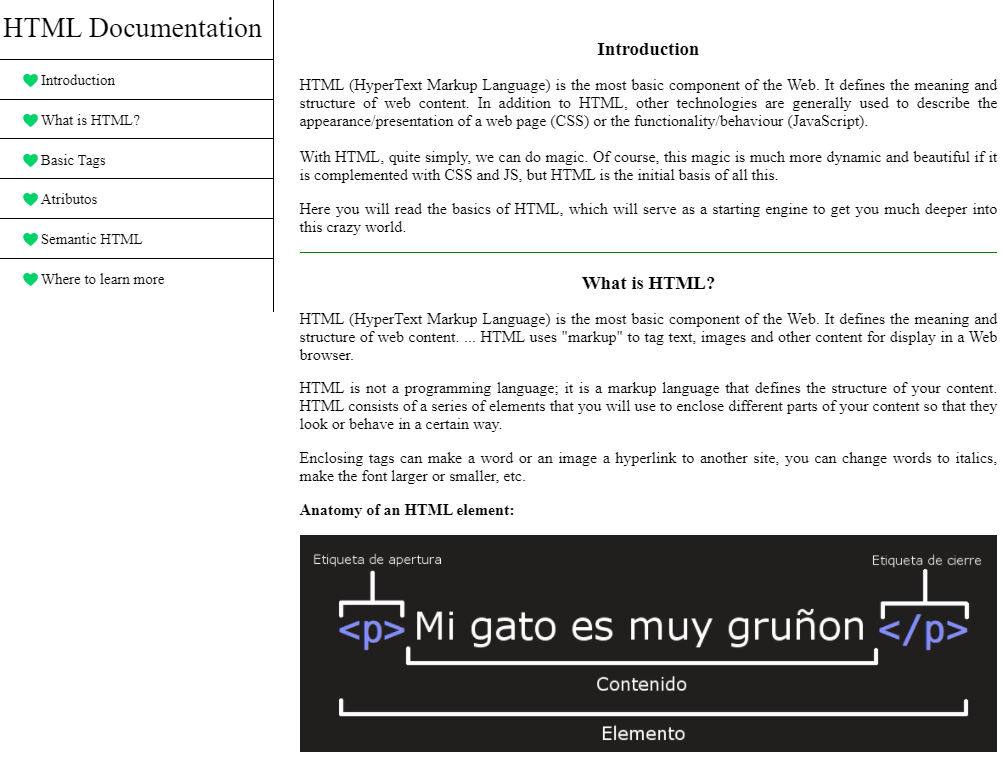 HTML Documentation
Introduction
What is HTML?
Basic Tags
Atributos
Semantic HTML
Where to learn more
Introduction
HTML (HyperText Markup Language) is the most basic component of the Web. It defines the meaning and
structure of web content. In addition to HTML, other technologies are generally used to describe the
appearance/presentation of a web page (CSS) or the functionality/behaviour (JavaScript).
With HTML, quite simply, we can do magic. Of course, this magic is much more dynamic and beautiful if it
is complemented with CSS and JS, but HTML is the initial basis of all this.
Here you will read the basics of HTML, which will serve as a starting engine to get you much deeper into
this crazy world.
What is HTML?
HTML (HyperText Markup Language) is the most basic component of the Web. It defines the meaning and
structure of web content. ... HTML uses "markup" to tag text, images and other content for display in a Web
browser.
HTML is not a programming language; it is a markup language that defines the structure of your content.
HTML consists of a series of elements that you will use to enclose different parts of your content so that they
look or behave in a certain way.
Enclosing tags can make a word or an image a hyperlink to another site, you can change words to italics,
make the font larger or smaller, etc.
Anatomy of an HTML element:
Etiqueta de apertura
Etiqueta de cierre
<p>Mi gato es muy gruñon</p>
Contenido
Elemento